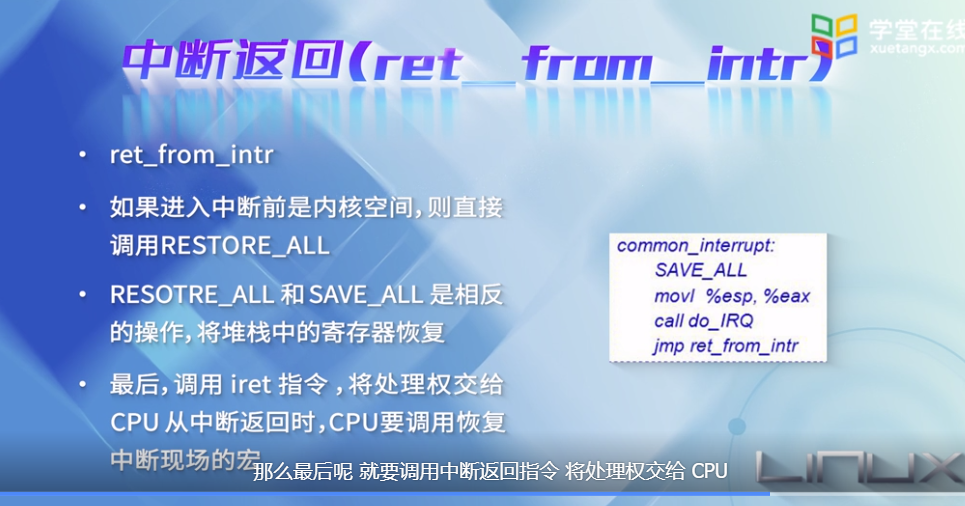 学堂在线
xuetangx.com
中断返回(ret_from_intr)
• ret_from_intr
• 如果进入中断前是内核空间,则直接
调用RESTORE_ALL
• RESOTRE_ALL 和 SAVE_ALL 是相反
的操作,将堆栈中的寄存器恢复
• 最后,调用 iret 指令 ,将处理权交给
CPU 从中断返回时,CPU要调用恢复
中断现场的宏
common_interrupt:
SAVE_ALL
movl %esp, %eax
call do_IRQ
jmp ret_from_intr
那么最后呢 就要调用中断返回指令 将处理权交给 CPU
LINUX